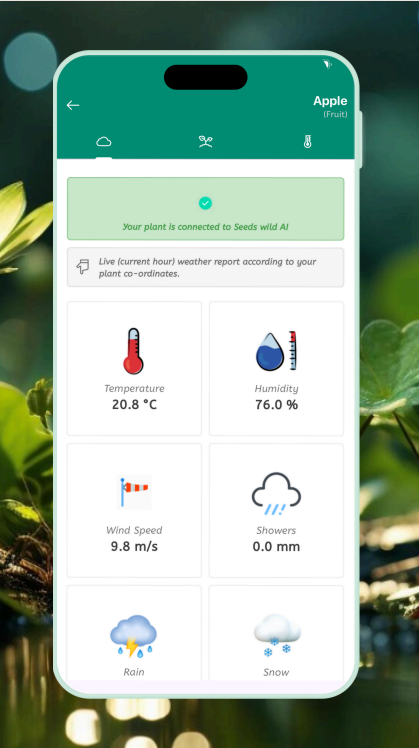 Apple
(Fruit)
Your plant is connected to Seeds wild AI
Live (current hour) weather report according to your
plant co-ordinates.
Temperature
20.8 °C
Humidity
76.0 %
Wind Speed
9.8 m/s
Showers
0.0 mm
Rain
Snow